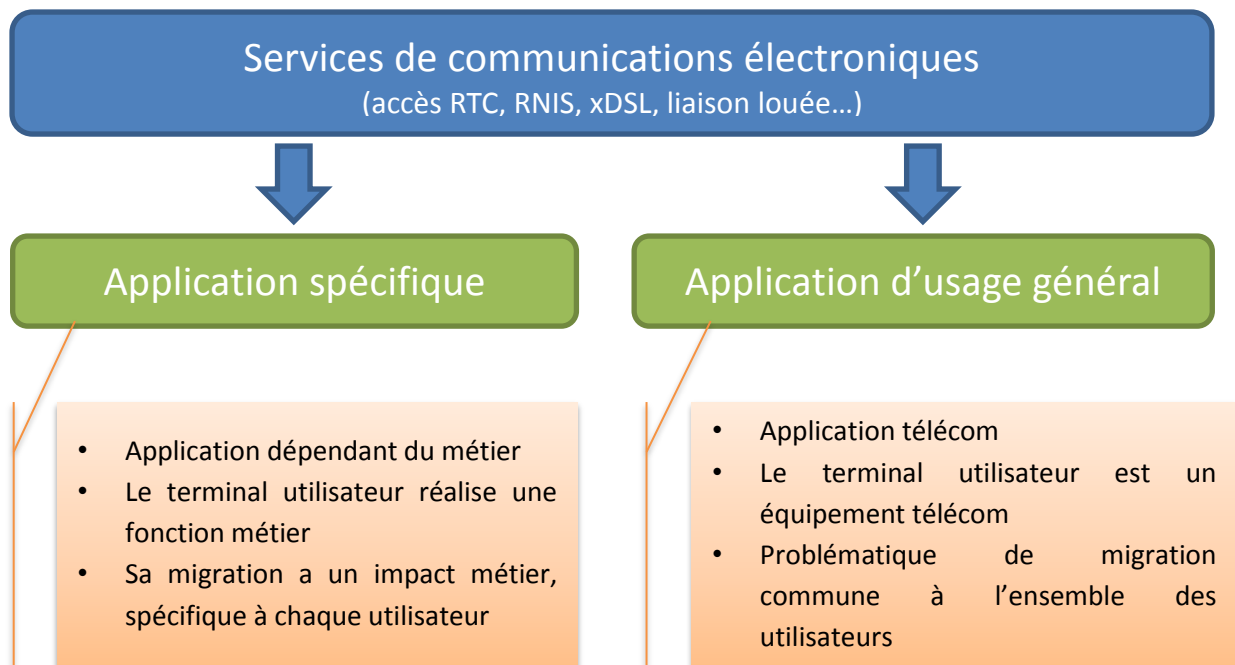 Services de communications électroniques
(accès RTC, RNIS, xDSL, liaison louée…)
Application spécifique
Application d’usage général
• Application dépendant du métier
• Le terminal utilisateur réalise une
fonction métier
• Sa migration a un impact métier,
spécifique à chaque utilisateur
• Application télécom
• Le terminal utilisateur est un
équipement télécom
• Problématique de migration
commune à l’ensemble des
utilisateurs